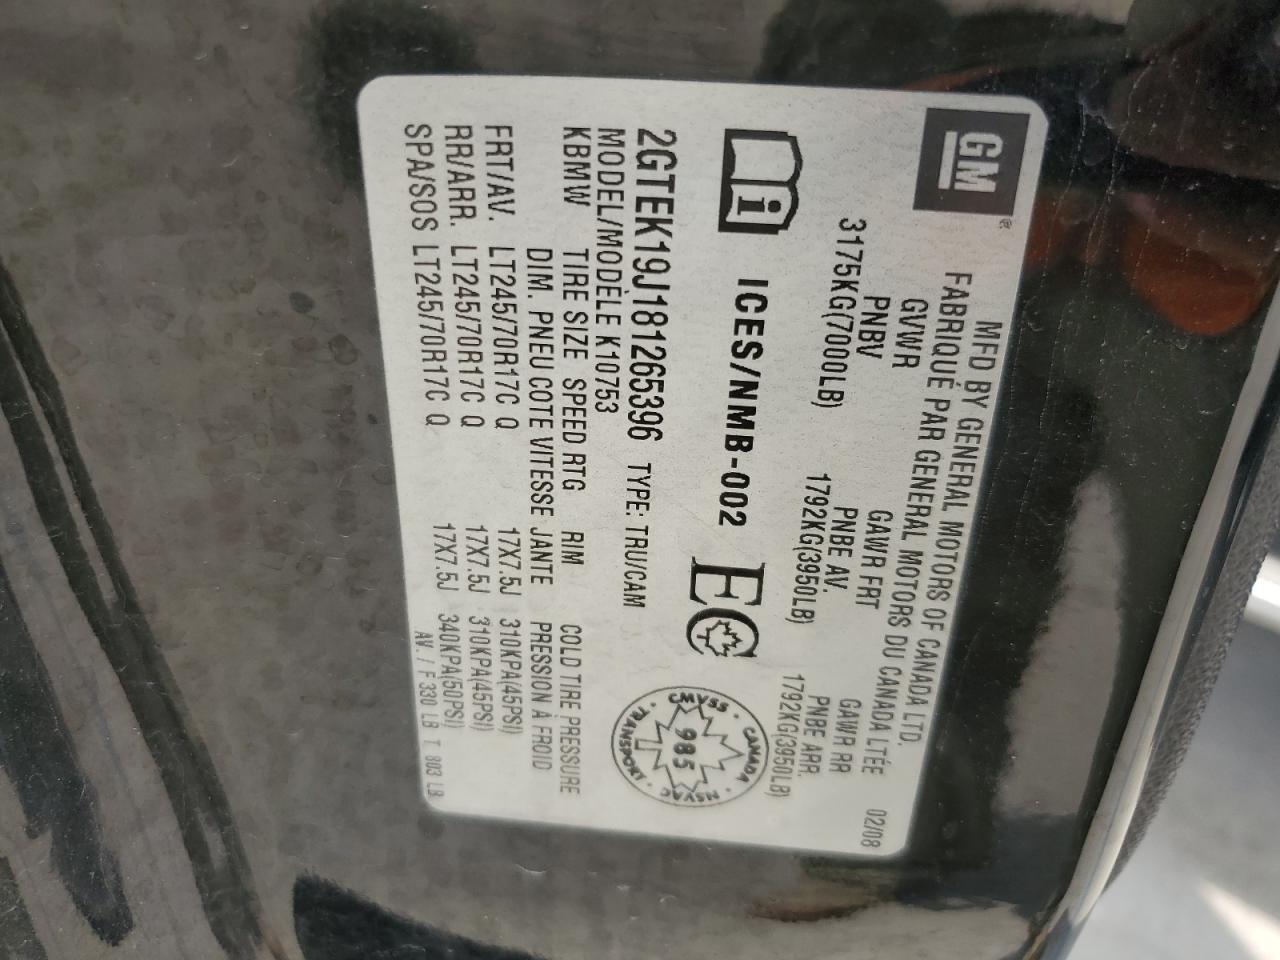 GM
®
MFD BY GENERAL MOTORS OF CANADA LTD.
FABRIQUÉ PAR GENERAL MOTORS DU CANADA LTÉE 02/08
GVWR GAWR FRT GAWR RR
PNBV PNBE AV. PNBE ARR.
3175KG(7000LB) 1792KG(3950LB) 1792KG(3950LB)
i ICES/NMB-002 EC
CANADA · NSVAC · TRANSPORT · CMVSS
985
2GTEK19J181265396 TYPE: TRU/CAM
MODEL/MODÈLE K10753
KBMW TIRE SIZE SPEED RTG RIM COLD TIRE PRESSURE
DIM. PNEU COTE VITESSE JANTE PRESSION À FROID
FRT/AV. LT245/70R17C Q 17X7.5J 310KPA(45PSI)
RR/ARR. LT245/70R17C Q 17X7.5J 310KPA(45PSI)
SPA/SOS LT245/70R17C Q 17X7.5J 340KPA(50PSI)
AV. / F 330 LB T 803 LB